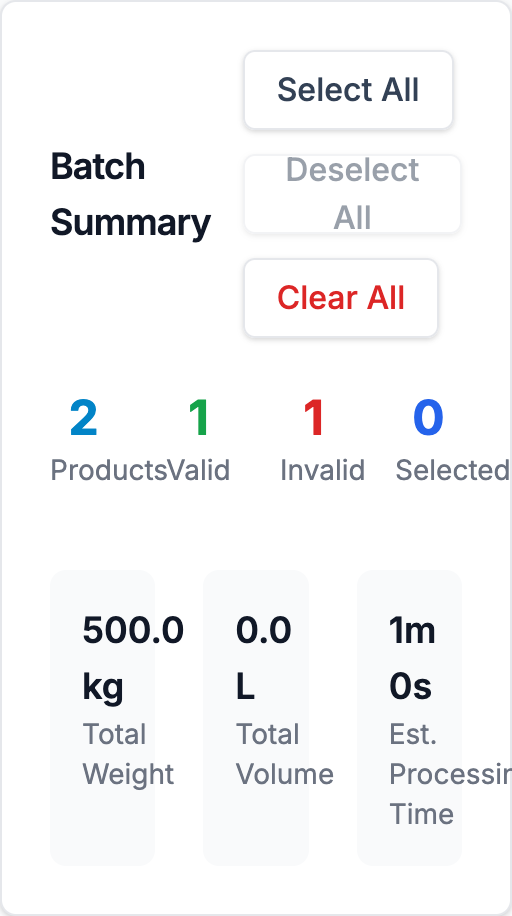 Batch
Summary
Select All
Deselect
All
Clear All
2
Products
1
Valid
1
Invalid
0
Selected
500.0
kg
Total
Weight
0.0
L
Total
Volume
1m
0s
Est.
Processin
Time